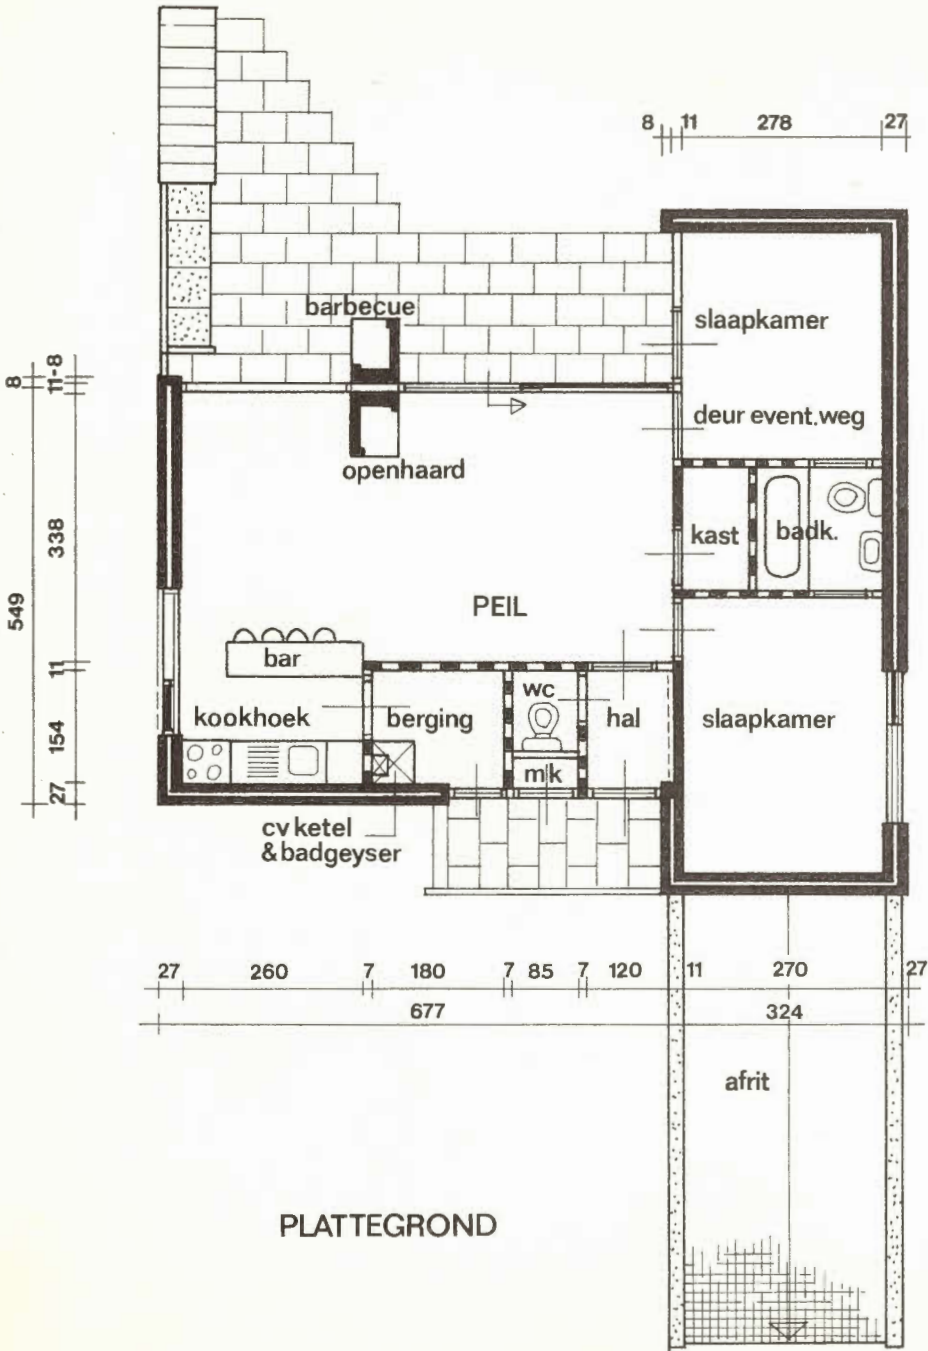 8 11 278 27
barbecue
slaapkamer
deur event.weg
openhaard
kast
badk.
PEIL
bar
kookhoek
berging
wc
hal
slaapkamer
mk
cv ketel
& badgeyser
8
11-8
338
549
11
154
27
27 260 7 180 7 85 7 120 11 270 27
677 324
afrit
PLATTEGROND